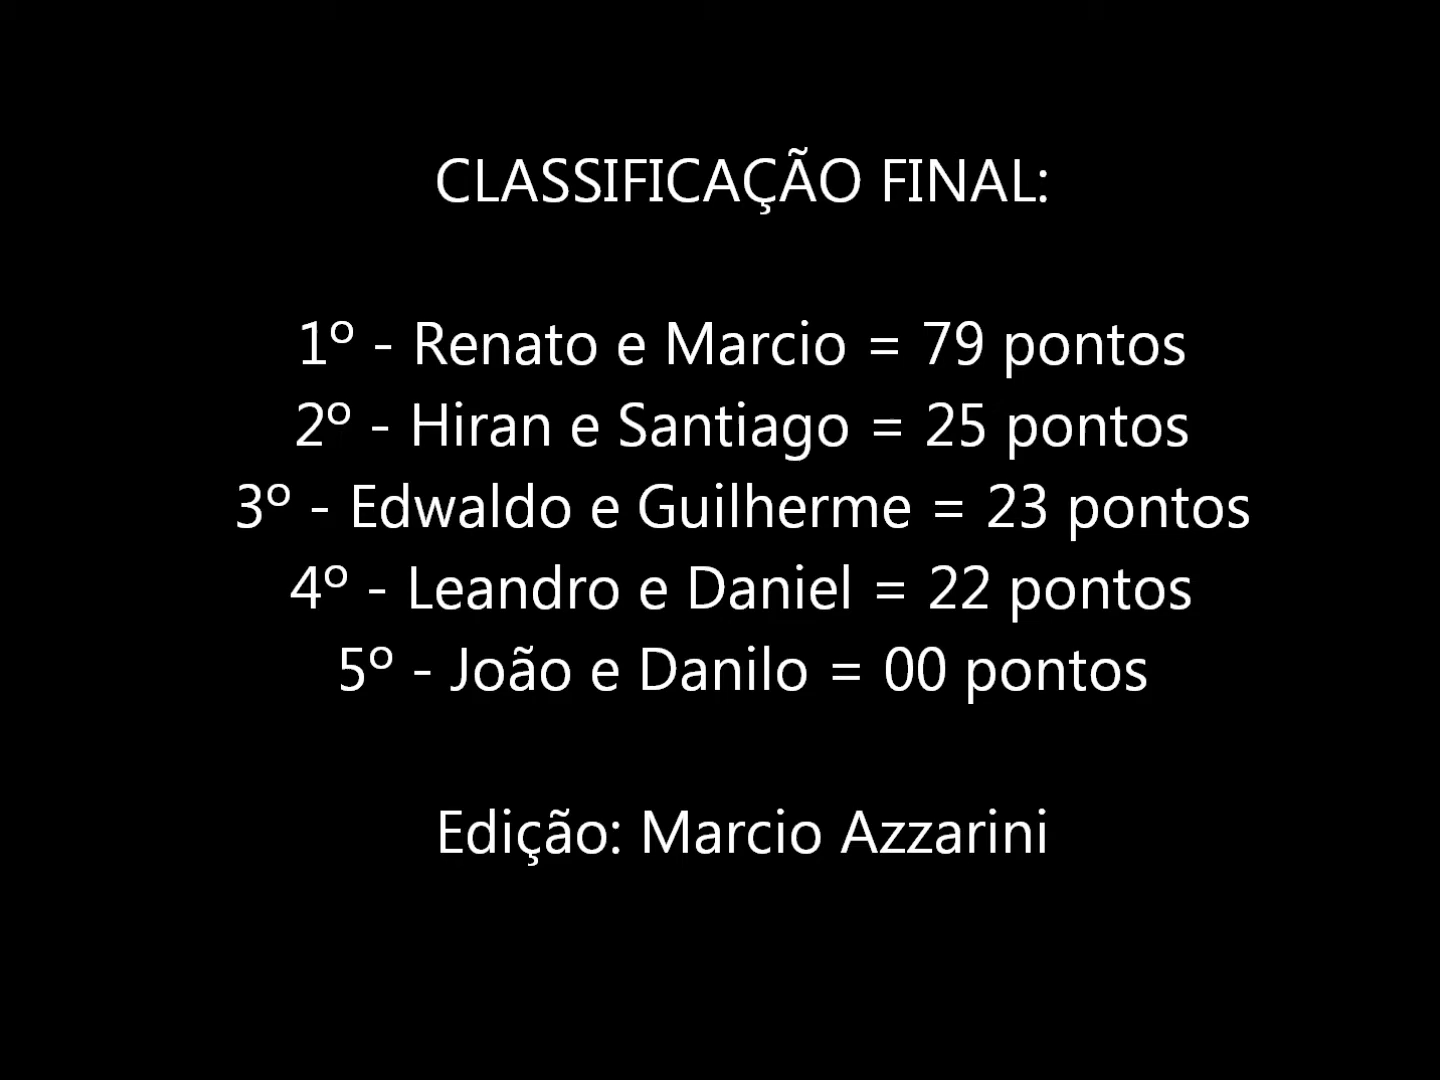 CLASSIFICAÇÃO FINAL:
1º - Renato e Marcio = 79 pontos
2º - Hiran e Santiago = 25 pontos
3º - Edwaldo e Guilherme = 23 pontos
4º - Leandro e Daniel = 22 pontos
5º - João e Danilo = 00 pontos
Edição: Marcio Azzarini